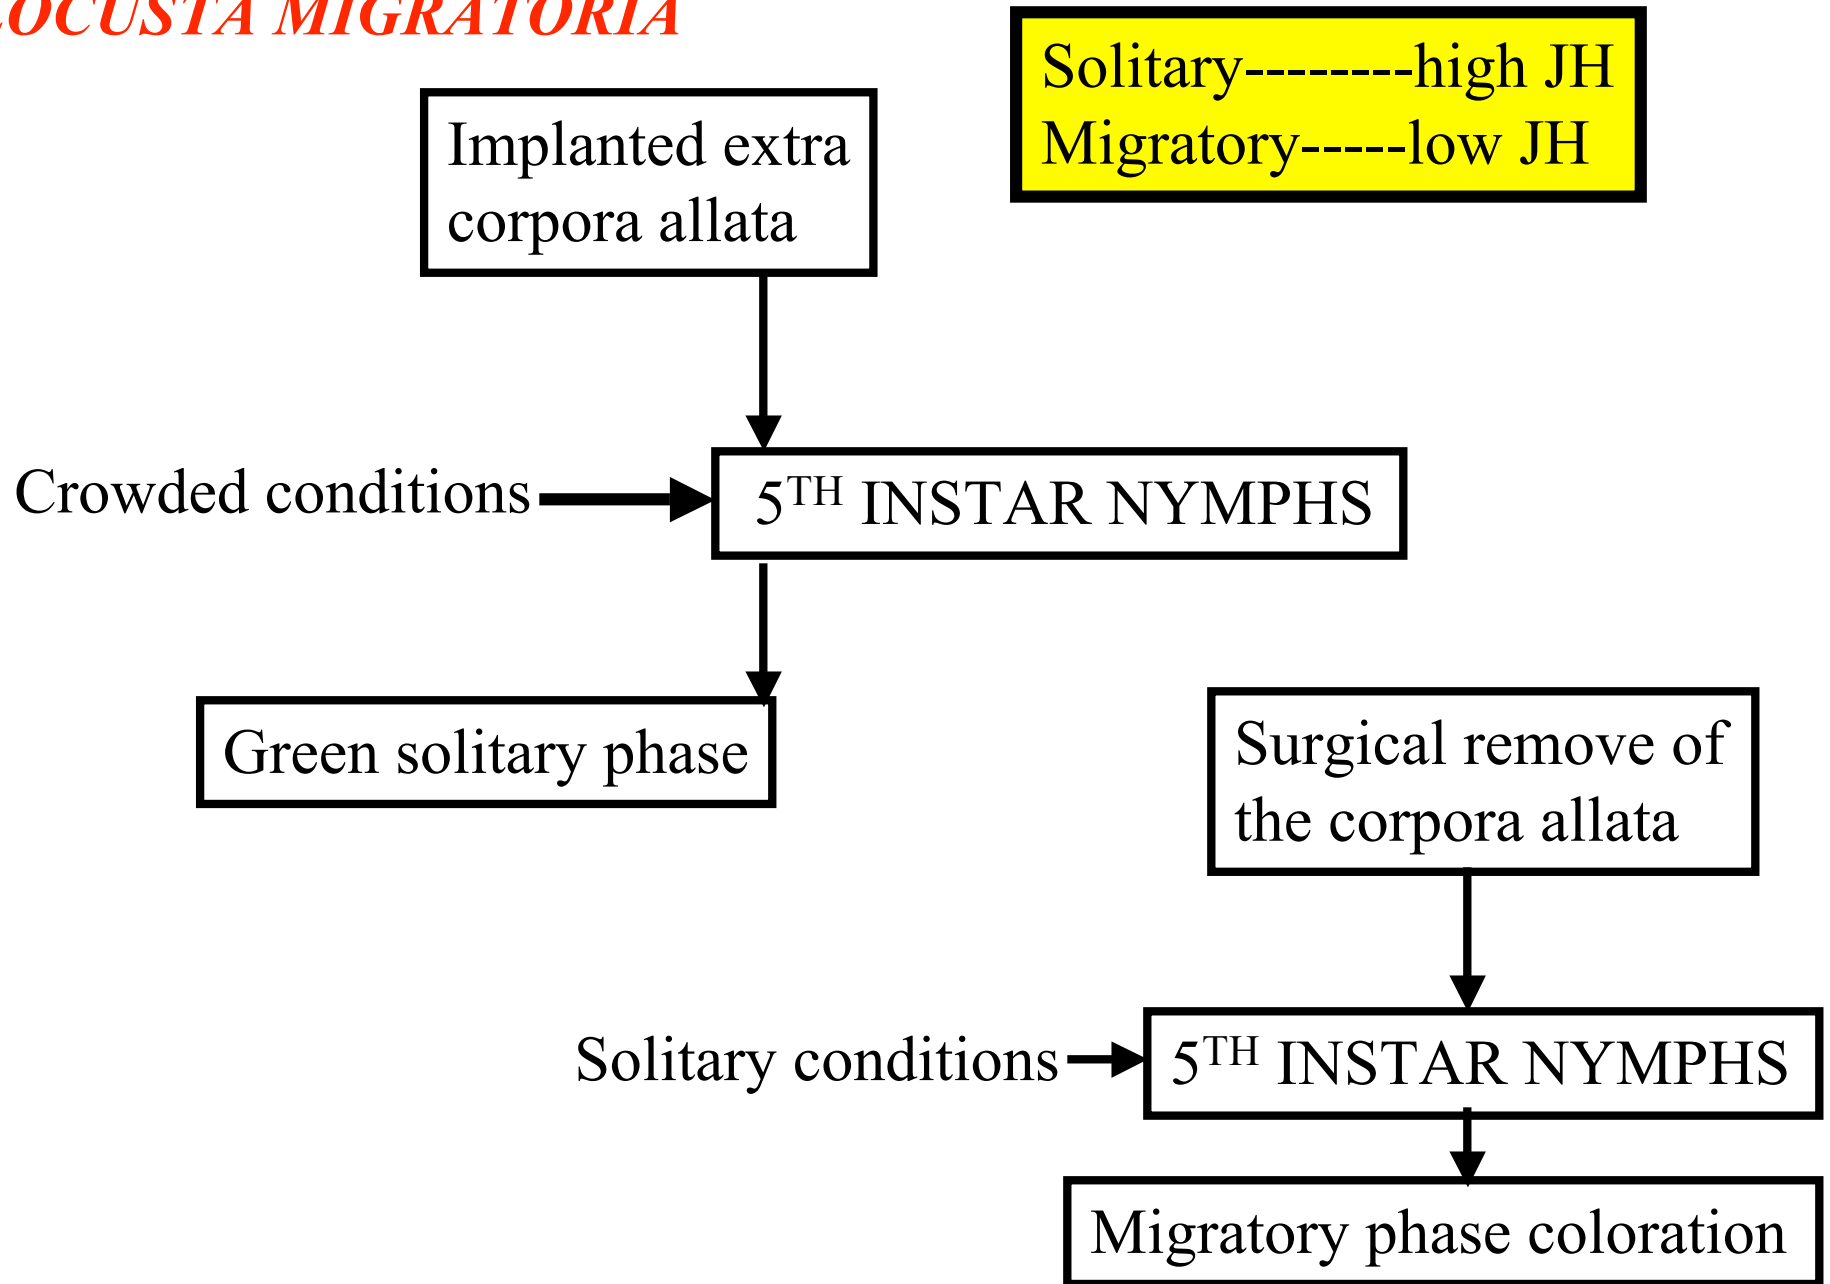 LOCUSTA MIGRATORIA
Solitary--------high JH
Migratory-----low JH
Implanted extra
corpora allata
Crowded conditions
5TH INSTAR NYMPHS
Green solitary phase
Surgical remove of
the corpora allata
Solitary conditions
5TH INSTAR NYMPHS
Migratory phase coloration